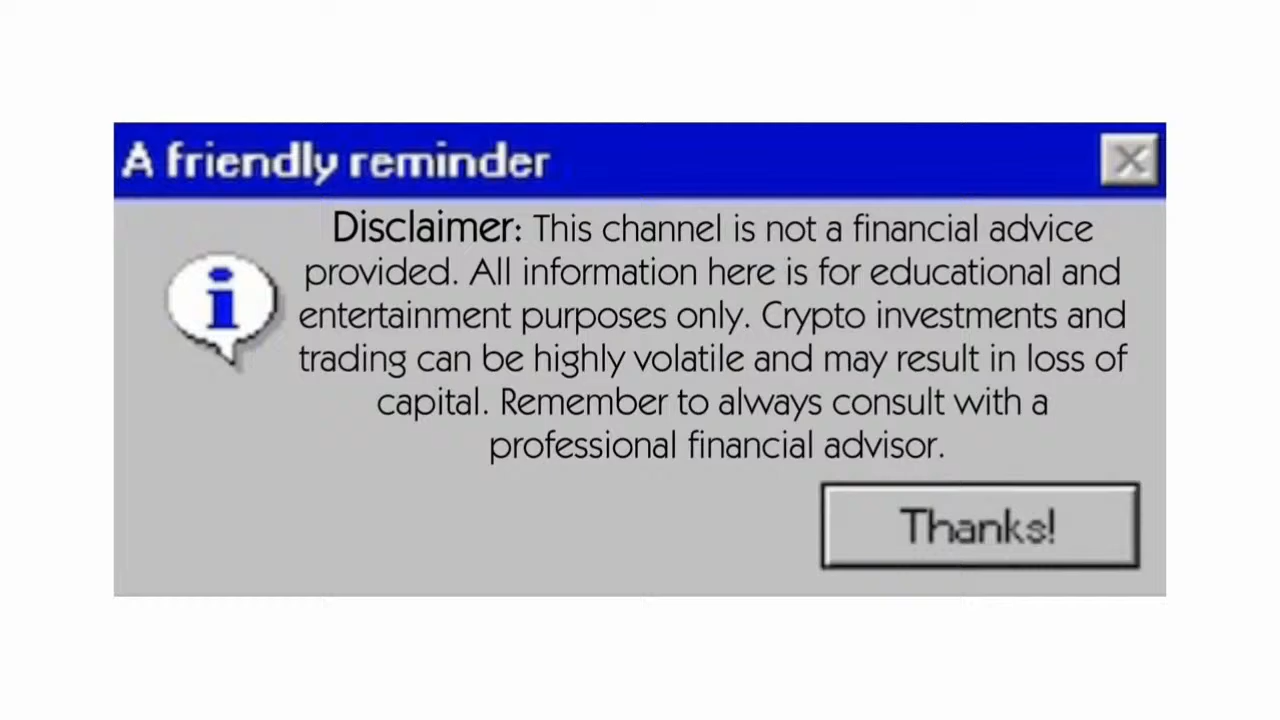 A friendly reminder
Disclaimer: This channel is not a financial advice
provided. All information here is for educational and
entertainment purposes only. Crypto investments and
trading can be highly volatile and may result in loss of
capital. Remember to always consult with a
professional financial advisor.
Thanks!